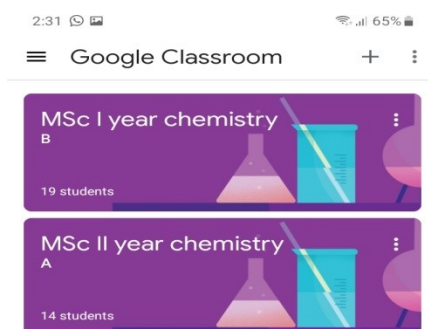 2:31 65%
Google Classroom
MSc I year chemistry
B
19 students
MSc II year chemistry
A
14 students